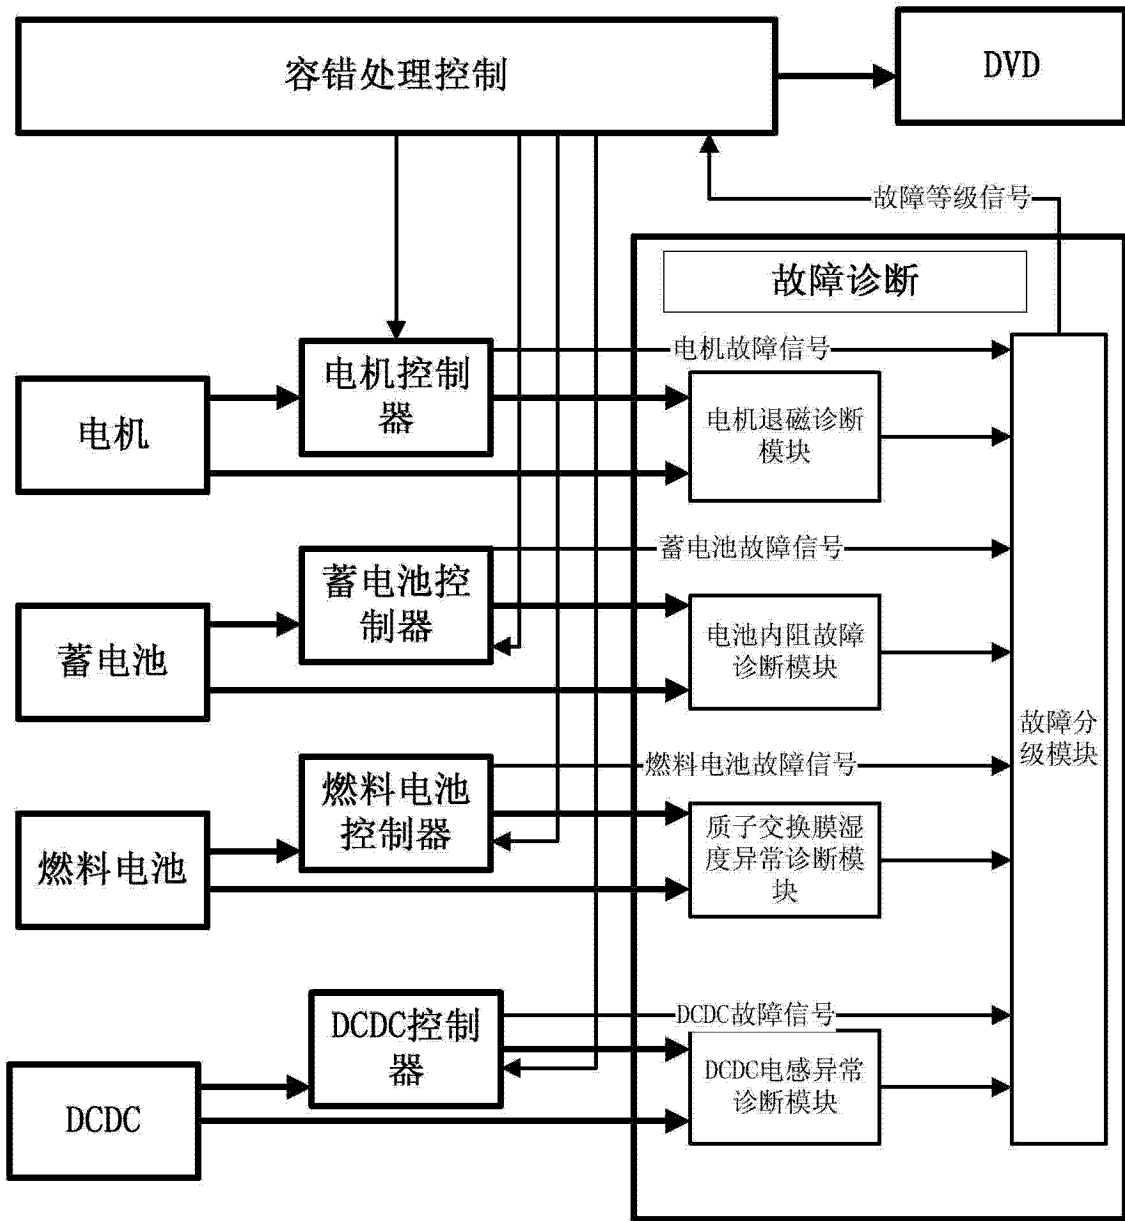 容错处理控制
DVD
故障等级信号
故障诊断
电机故障信号
电机控制
器
电机
电机退磁诊断
模块
蓄电池故障信号
蓄电池控
制器
蓄电池
电池内阻故障
诊断模块
故障分
级模块
燃料电池故障信号
燃料电池
控制器
燃料电池
质子交换膜湿
度异常诊断模
块
DCDC故障信号
DCDC控制
器
DCDC
DCDC电感异常
诊断模块